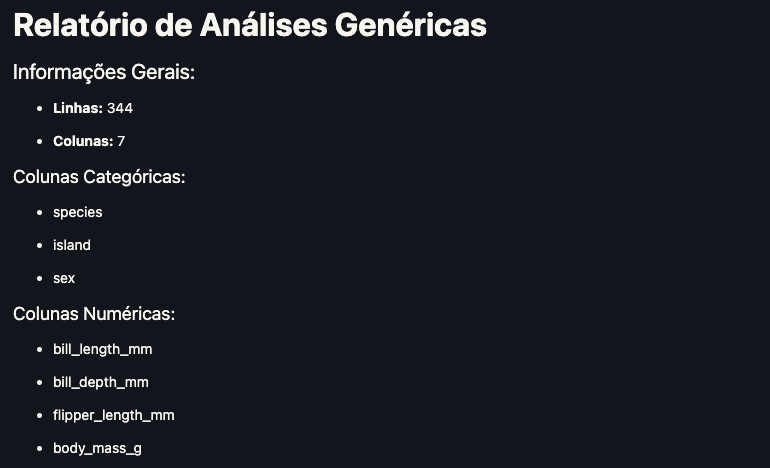 Relatório de Análises Genéricas
Informações Gerais:
• Linhas: 344
• Colunas: 7
Colunas Categóricas:
• species
• island
• sex
Colunas Numéricas:
• bill_length_mm
• bill_depth_mm
• flipper_length_mm
• body_mass_g